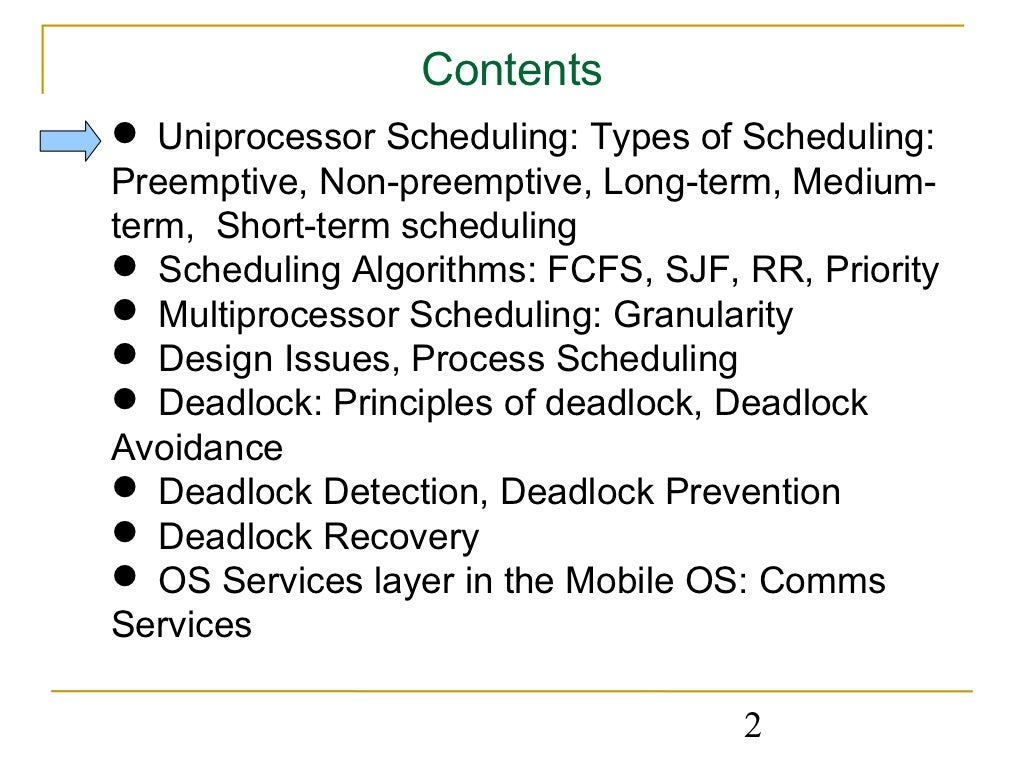 Contents
● Uniprocessor Scheduling: Types of Scheduling:
Preemptive, Non-preemptive, Long-term, Medium-
term,  Short-term scheduling
● Scheduling Algorithms: FCFS, SJF, RR, Priority
● Multiprocessor Scheduling: Granularity
● Design Issues, Process Scheduling
● Deadlock: Principles of deadlock, Deadlock
Avoidance
● Deadlock Detection, Deadlock Prevention
● Deadlock Recovery
● OS Services layer in the Mobile OS: Comms
Services
2